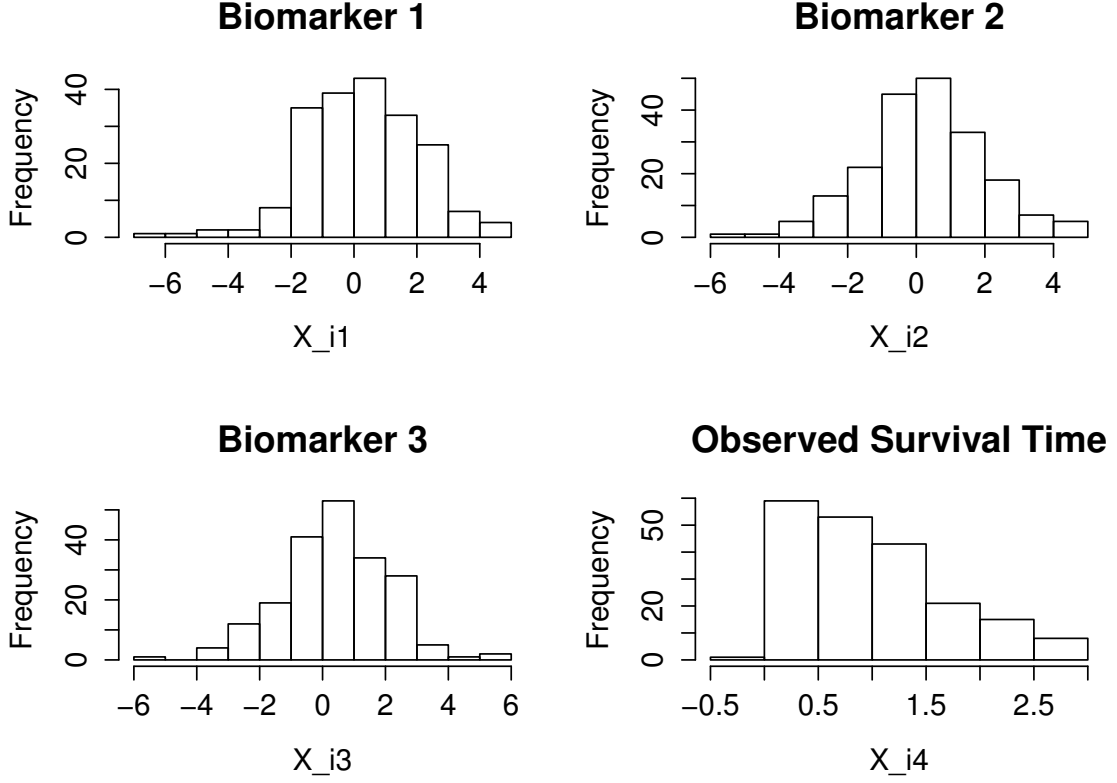 Biomarker 1
Frequency
0 20 40
−6 −4 −2 0 2 4
X_i1
Biomarker 2
Frequency
0 20 40
−6 −4 −2 0 2 4
X_i2
Biomarker 3
Frequency
0 20 40
−6 −4 −2 0 2 4 6
X_i3
Observed Survival Time
Frequency
0 20 50
−0.5 0.5 1.5 2.5
X_i4